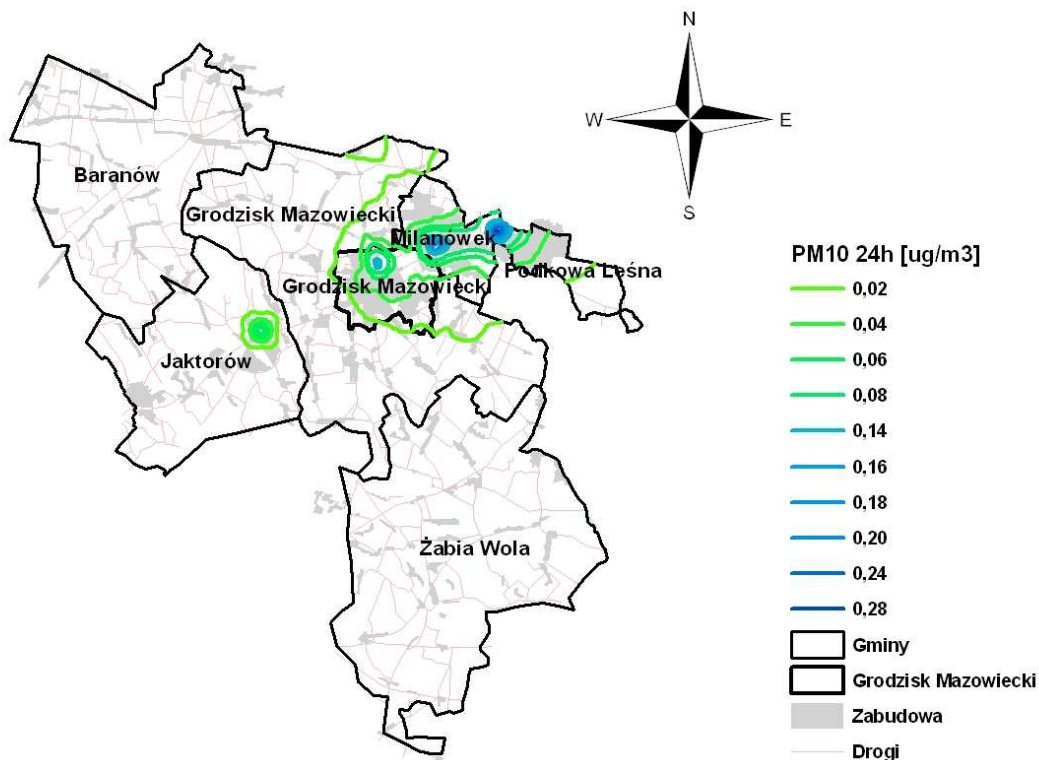 N
W
E
S
Baranów
Grodzisk Mazowiecki
Milanówek
Podkowa Leśna
Grodzisk Mazowiecki
Jaktorów
Żabia Wola
PM10 24h [ug/m3]
0,02
0,04
0,06
0,08
0,14
0,16
0,18
0,20
0,24
0,28
Gminy
Grodzisk Mazowiecki
Zabudowa
Drogi